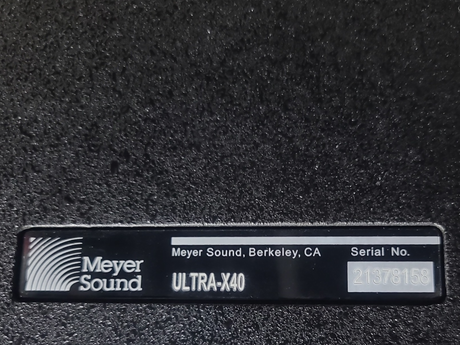 Meyer
Sound
Meyer Sound, Berkeley, CA
ULTRA-X40
Serial No.
21378168